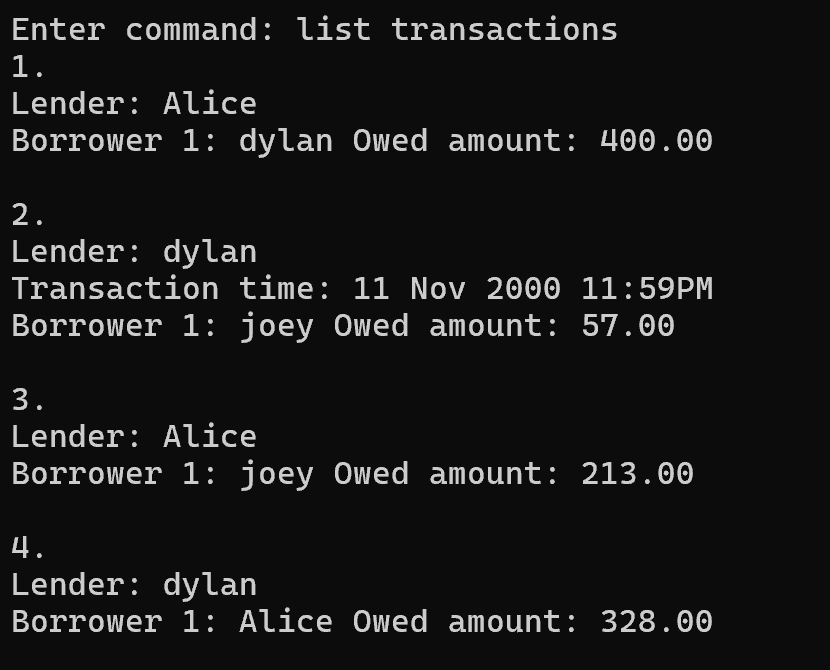 Enter command: list transactions
1.
Lender: Alice
Borrower 1: dylan Owed amount: 400.00
2.
Lender: dylan
Transaction time: 11 Nov 2000 11:59PM
Borrower 1: joey Owed amount: 57.00
3.
Lender: Alice
Borrower 1: joey Owed amount: 213.00
4.
Lender: dylan
Borrower 1: Alice Owed amount: 328.00